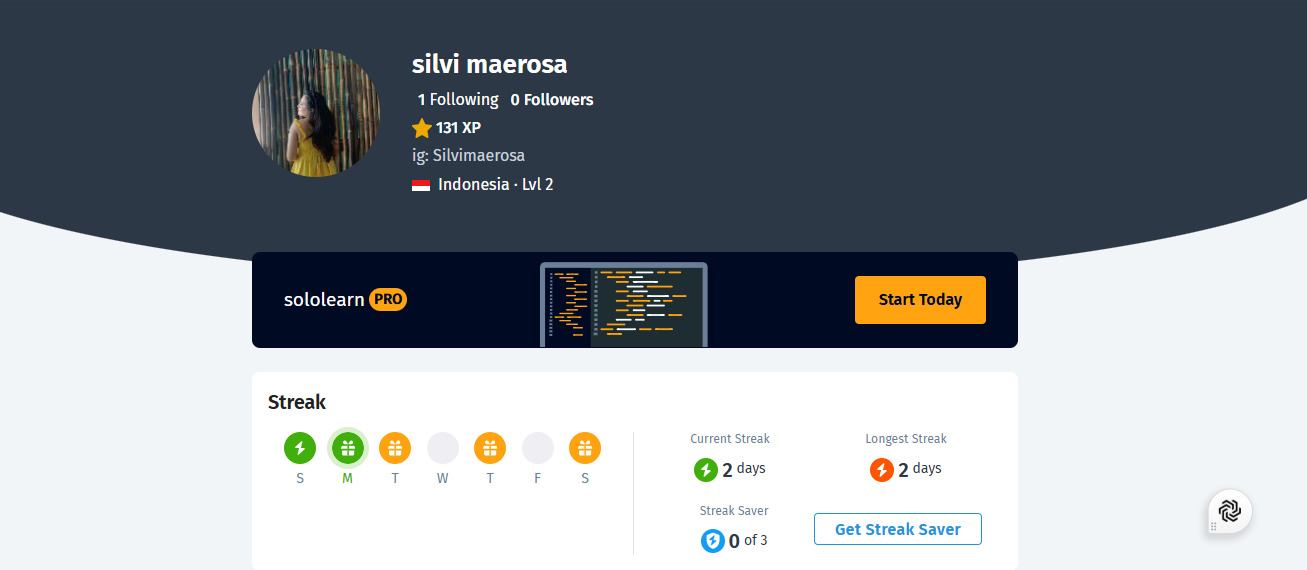 silvi maerosa
1 Following 0 Followers
131 XP
ig: Silvimaerosa
Indonesia · Lvl 2
sololearn PRO
Start Today
Streak
S M T W T F S
Current Streak
2 days
Longest Streak
2 days
Streak Saver
0 of 3
Get Streak Saver